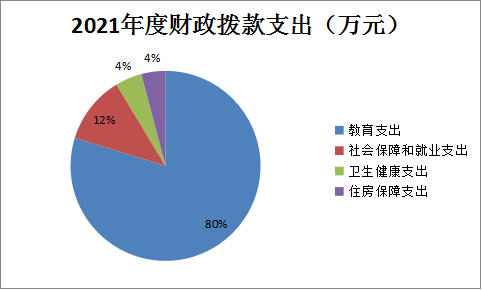 2021年度财政拨款支出（万元）
4%
4%
12%
80%
教育支出
社会保障和就业支出
卫生健康支出
住房保障支出